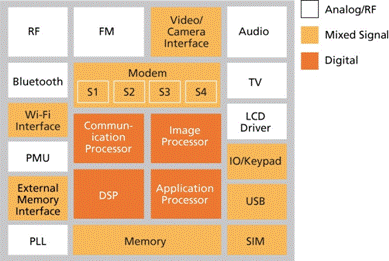 RF
FM
Video/
Camera
Interface
Audio
Analog/RF
Mixed Signal
Digital
Bluetooth
Modem
S1
S2
S3
S4
TV
Wi-Fi
Interface
LCD
Driver
Commun-
ication
Processor
Image
Processor
PMU
IO/Keypad
External
Memory
Interface
DSP
Application
Processor
USB
PLL
Memory
SIM